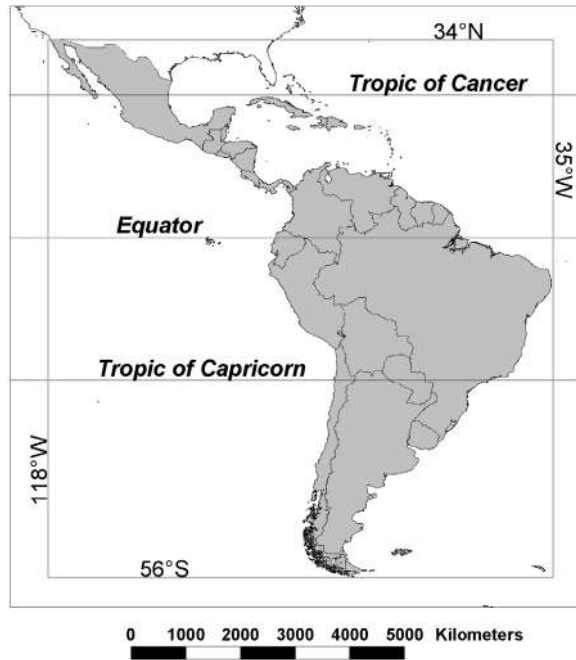 34°N
Tropic of Cancer
35°W
Equator
Tropic of Capricorn
118°W
56°S
0 1000 2000 3000 4000 5000 Kilometers